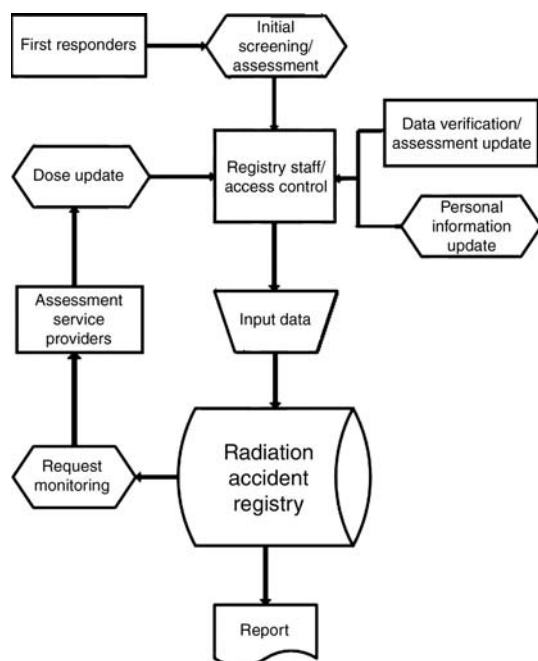 First responders
Initial
screening/
assessment
Data verification/
assessment update
Dose update
Registry staff/
access control
Personal
information
update
Assessment
service
providers
Input data
Request
monitoring
Radiation
accident
registry
Report